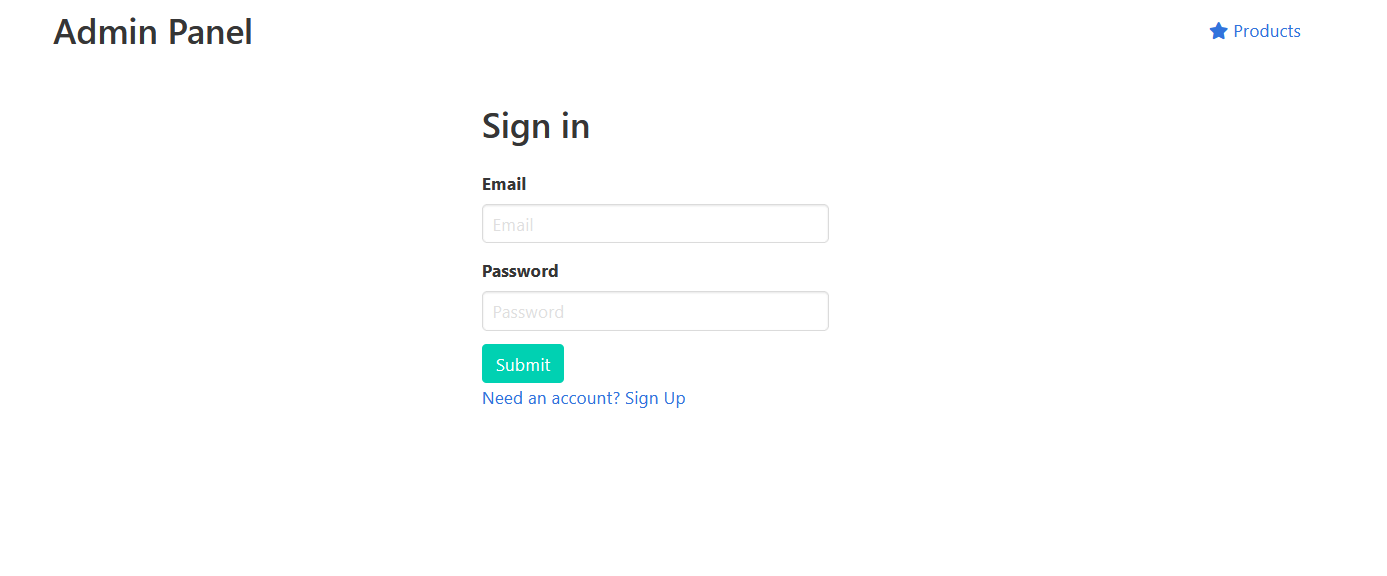 Admin Panel
Products
Sign in
Email
Email
Password
Password
Submit
Need an account? Sign Up